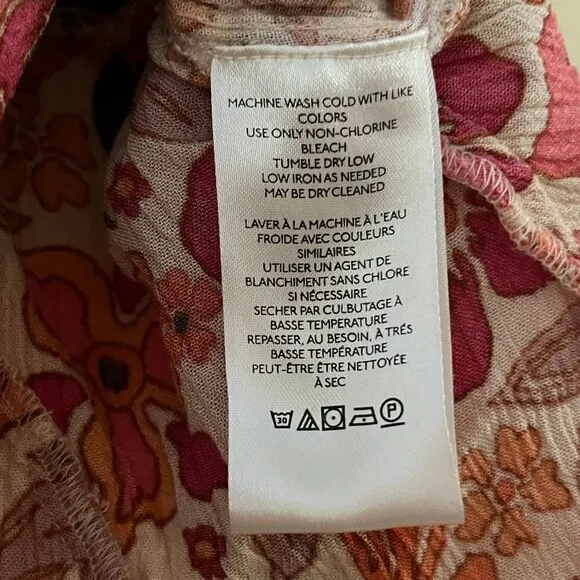 MACHINE WASH COLD WITH LIKE
COLORS
USE ONLY NON-CHLORINE
BLEACH
TUMBLE DRY LOW
LOW IRON AS NEEDED
MAY BE DRY CLEANED
LAVER À LA MACHINE À L'EAU
FROIDE AVEC COULEURS
SIMILAIRES
UTILISER UN AGENT DE
BLANCHIMENT SANS CHLORE
SI NÉCESSAIRE
SECHER PAR CULBUTAGE À
BASSE TEMPERATURE
REPASSER, AU BESOIN, À TRÉS
BASSE TEMPÉRATURE
PEUT-ÊTRE ÊTRE NETTOYÉE
À SEC
30 P